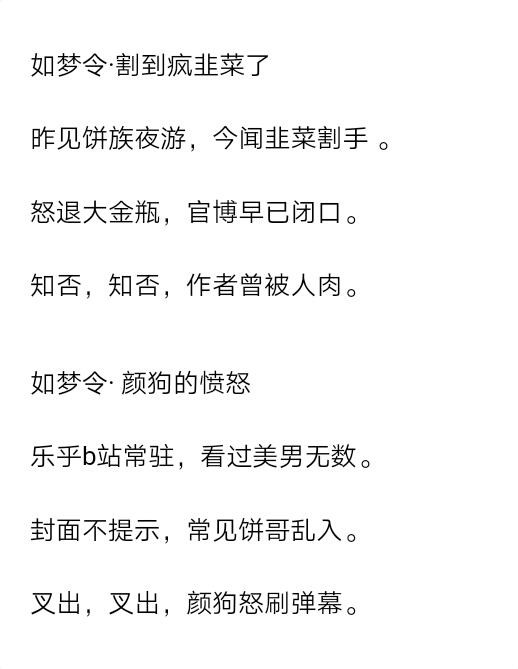 如梦令·割到疯韭菜了
昨见饼族夜游，今闻韭菜割手 。
怒退大金瓶，官博早已闭口。
知否，知否，作者曾被人肉。
如梦令· 颜狗的愤怒
乐乎b站常驻，看过美男无数。
封面不提示，常见饼哥乱入。
叉出，叉出，颜狗怒刷弹幕。